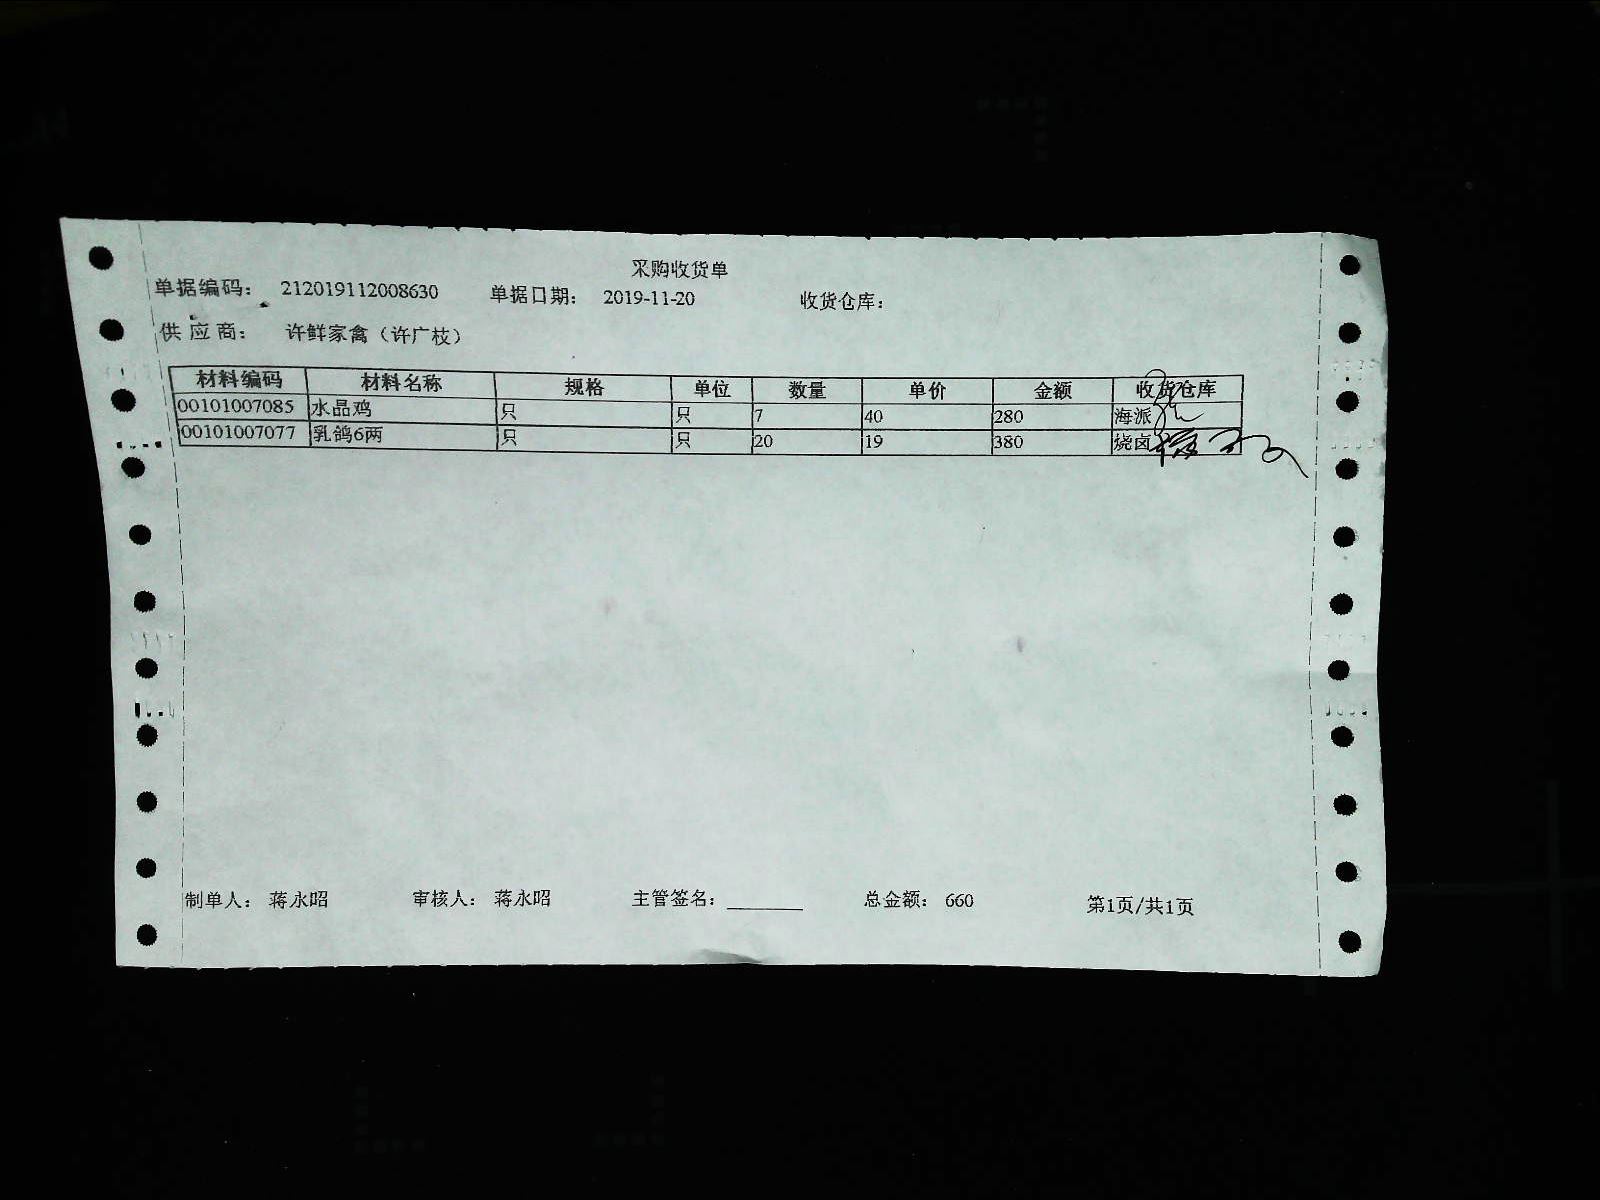 采购收货单
单据编码： 212019112008630 单据日期： 2019-11-20 收货仓库：
供应商： 许鲜家禽（许广枝）
材料编码 材料名称 规格 单位 数量 单价 金额 收货仓库
00101007085 水晶鸡 只 只 7 40 280 海派
00101007077 乳鸽6两 只 只 20 19 380 烧卤
制单人： 蒋永昭 审核人： 蒋永昭 主管签名：________ 总金额： 660 第1页/共1页